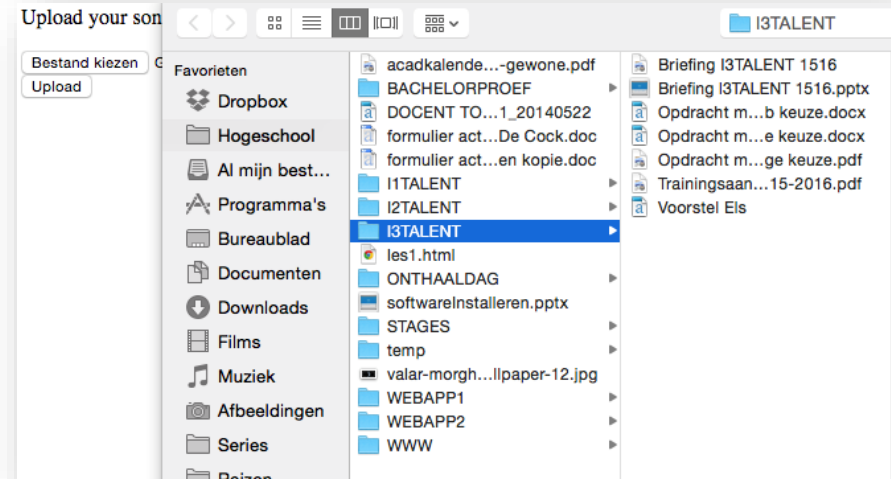 Upload your son
Bestand kiezen G
Upload
I3TALENT
Favorieten
Dropbox
Hogeschool
Al mijn best...
Programma's
Bureaublad
Documenten
Downloads
Films
Muziek
Afbeeldingen
Series
Reizen
acadkalende...-gewone.pdf
BACHELORPROEF
DOCENT TO...1_20140522
formulier act...De Cock.doc
formulier act...en kopie.doc
I1TALENT
I2TALENT
I3TALENT
les1.html
ONTHAALDAG
softwareInstalleren.pptx
STAGES
temp
valar-morgh...llpaper-12.jpg
WEBAPP1
WEBAPP2
WWW
Briefing I3TALENT 1516
Briefing I3TALENT 1516.pptx
Opdracht m...b keuze.docx
Opdracht m...e keuze.docx
Opdracht m...ge keuze.pdf
Trainingsaan...15-2016.pdf
Voorstel Els